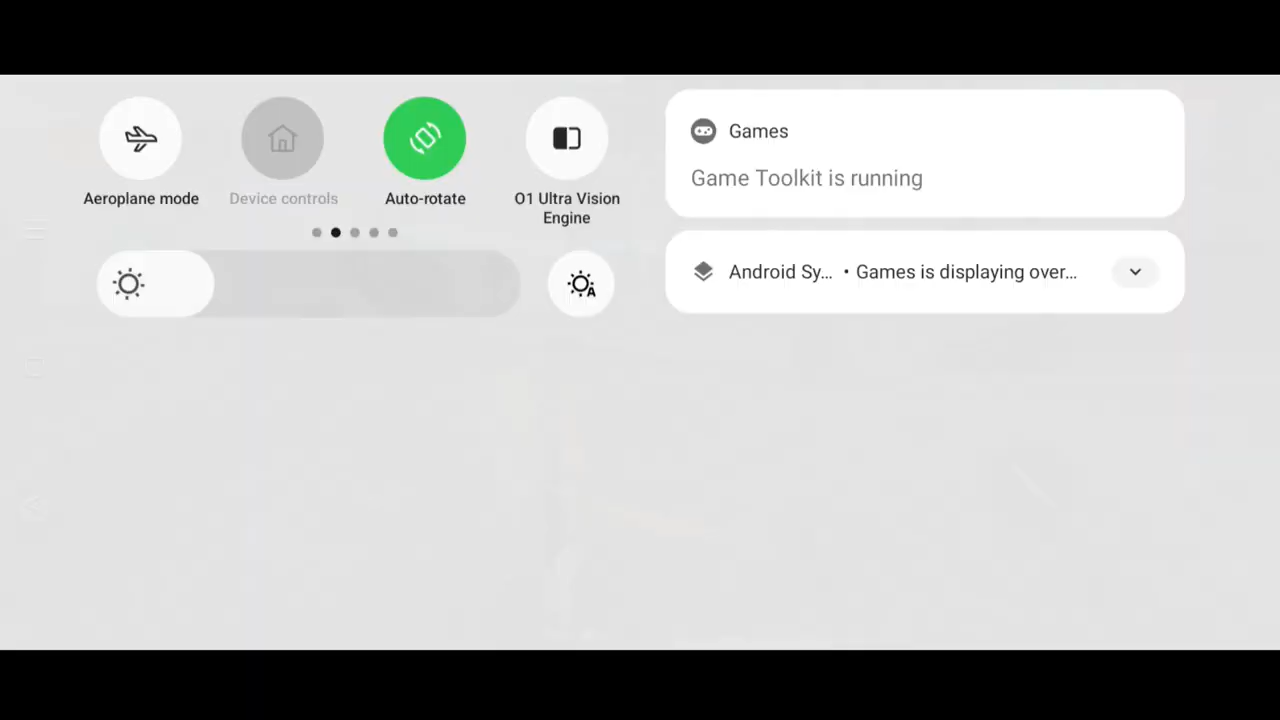 Aeroplane mode
Device controls
Auto-rotate
O1 Ultra Vision
Engine
A
Games
Game Toolkit is running
Android Sy... • Games is displaying over...